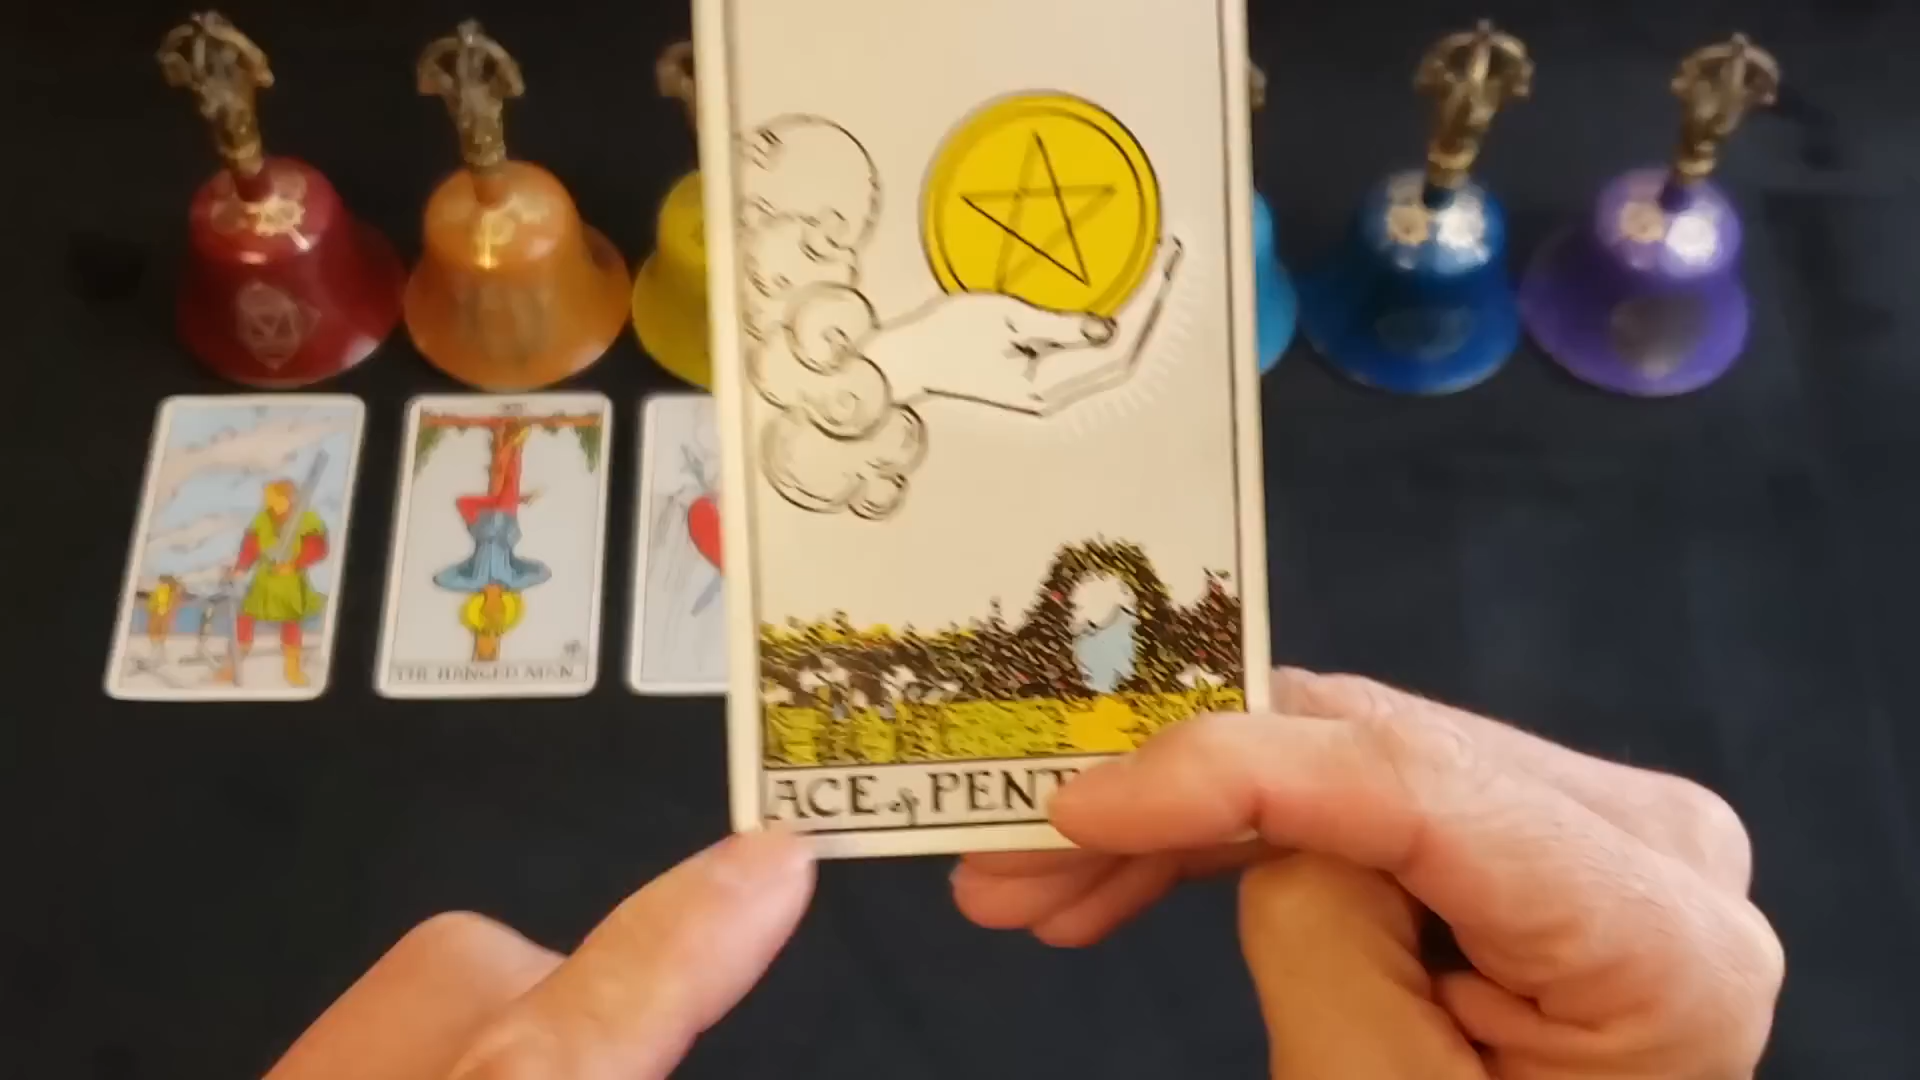 THE HANGED MAN.
ACE of PENT